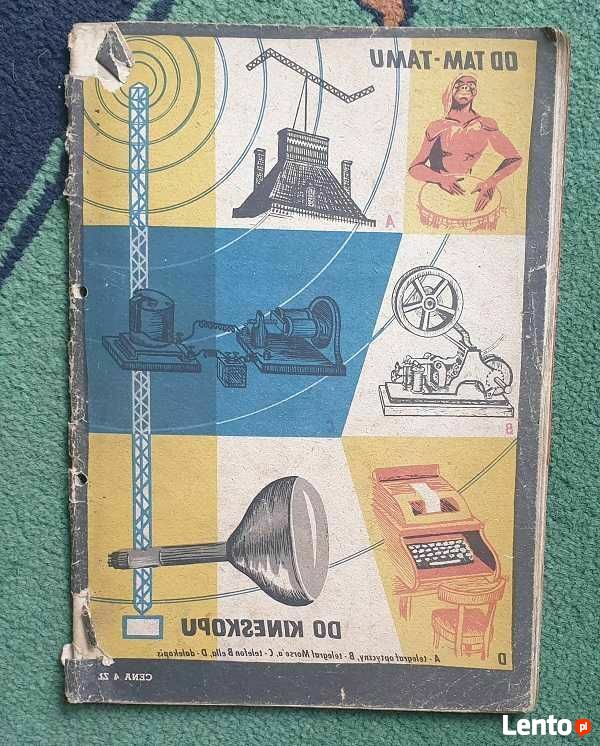 OD TAM-TAMU
A
B
D
DO KINESKOPU
A - telegraf optyczny, B - telegraf Morse'a, C - telefon Bella, D - dalekopis
CENA 4 ZŁ
Lento.pl